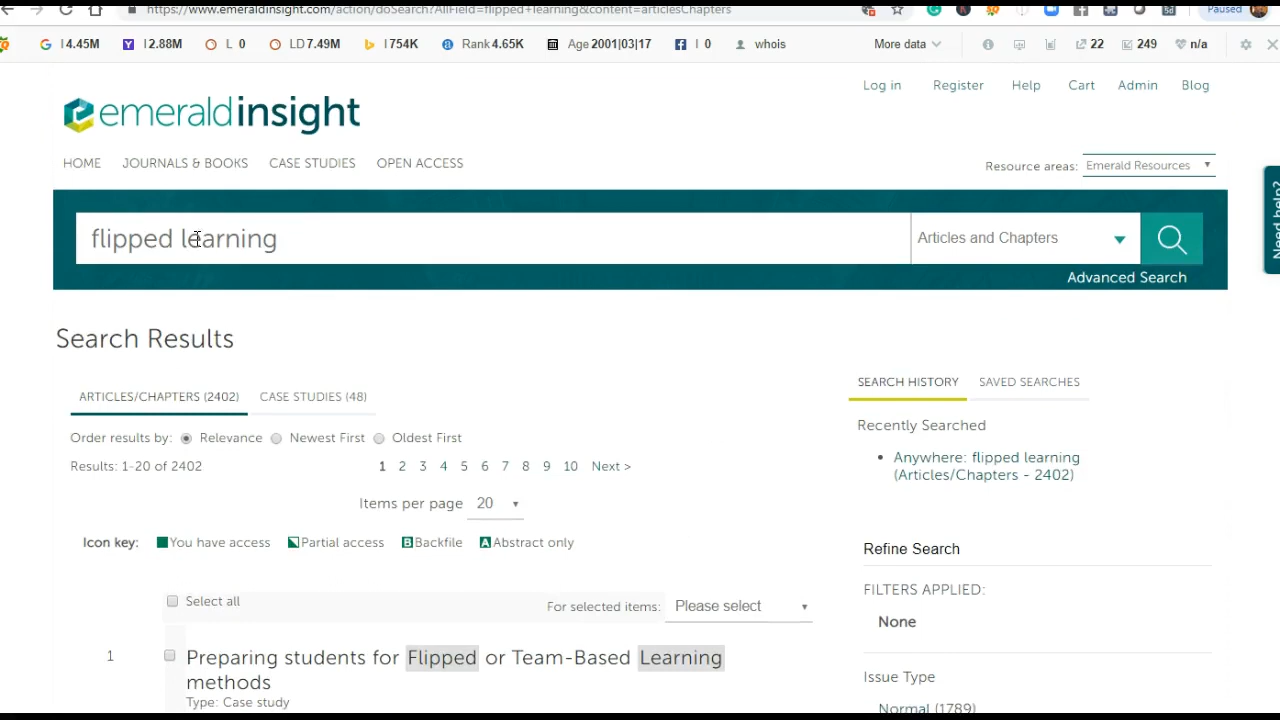 https://www.emeraldinsight.com/action/doSearch?AllField=flipped+learning&content=articlesChapters
Paused
I 4.45M I 2.88M L 0 LD 7.49M I 754K Rank 4.65K Age 2001|03|17 I 0 whois More data 22 249 n/a
Log in Register Help Cart Admin Blog
emeraldinsight
HOME JOURNALS & BOOKS CASE STUDIES OPEN ACCESS
Resource areas: Emerald Resources
Need help?
flipped learning
Articles and Chapters
Advanced Search
Search Results
ARTICLES/CHAPTERS (2402) CASE STUDIES (48)
Order results by: Relevance Newest First Oldest First
Results: 1-20 of 2402
1 2 3 4 5 6 7 8 9 10 Next >
Items per page 20
Icon key: You have access Partial access B Backfile A Abstract only
Select all
For selected items: Please select
1
Preparing students for Flipped or Team-Based Learning
methods
Type: Case study
SEARCH HISTORY SAVED SEARCHES
Recently Searched
Anywhere: flipped learning
(Articles/Chapters - 2402)
Refine Search
FILTERS APPLIED:
None
Issue Type
Normal (1789)